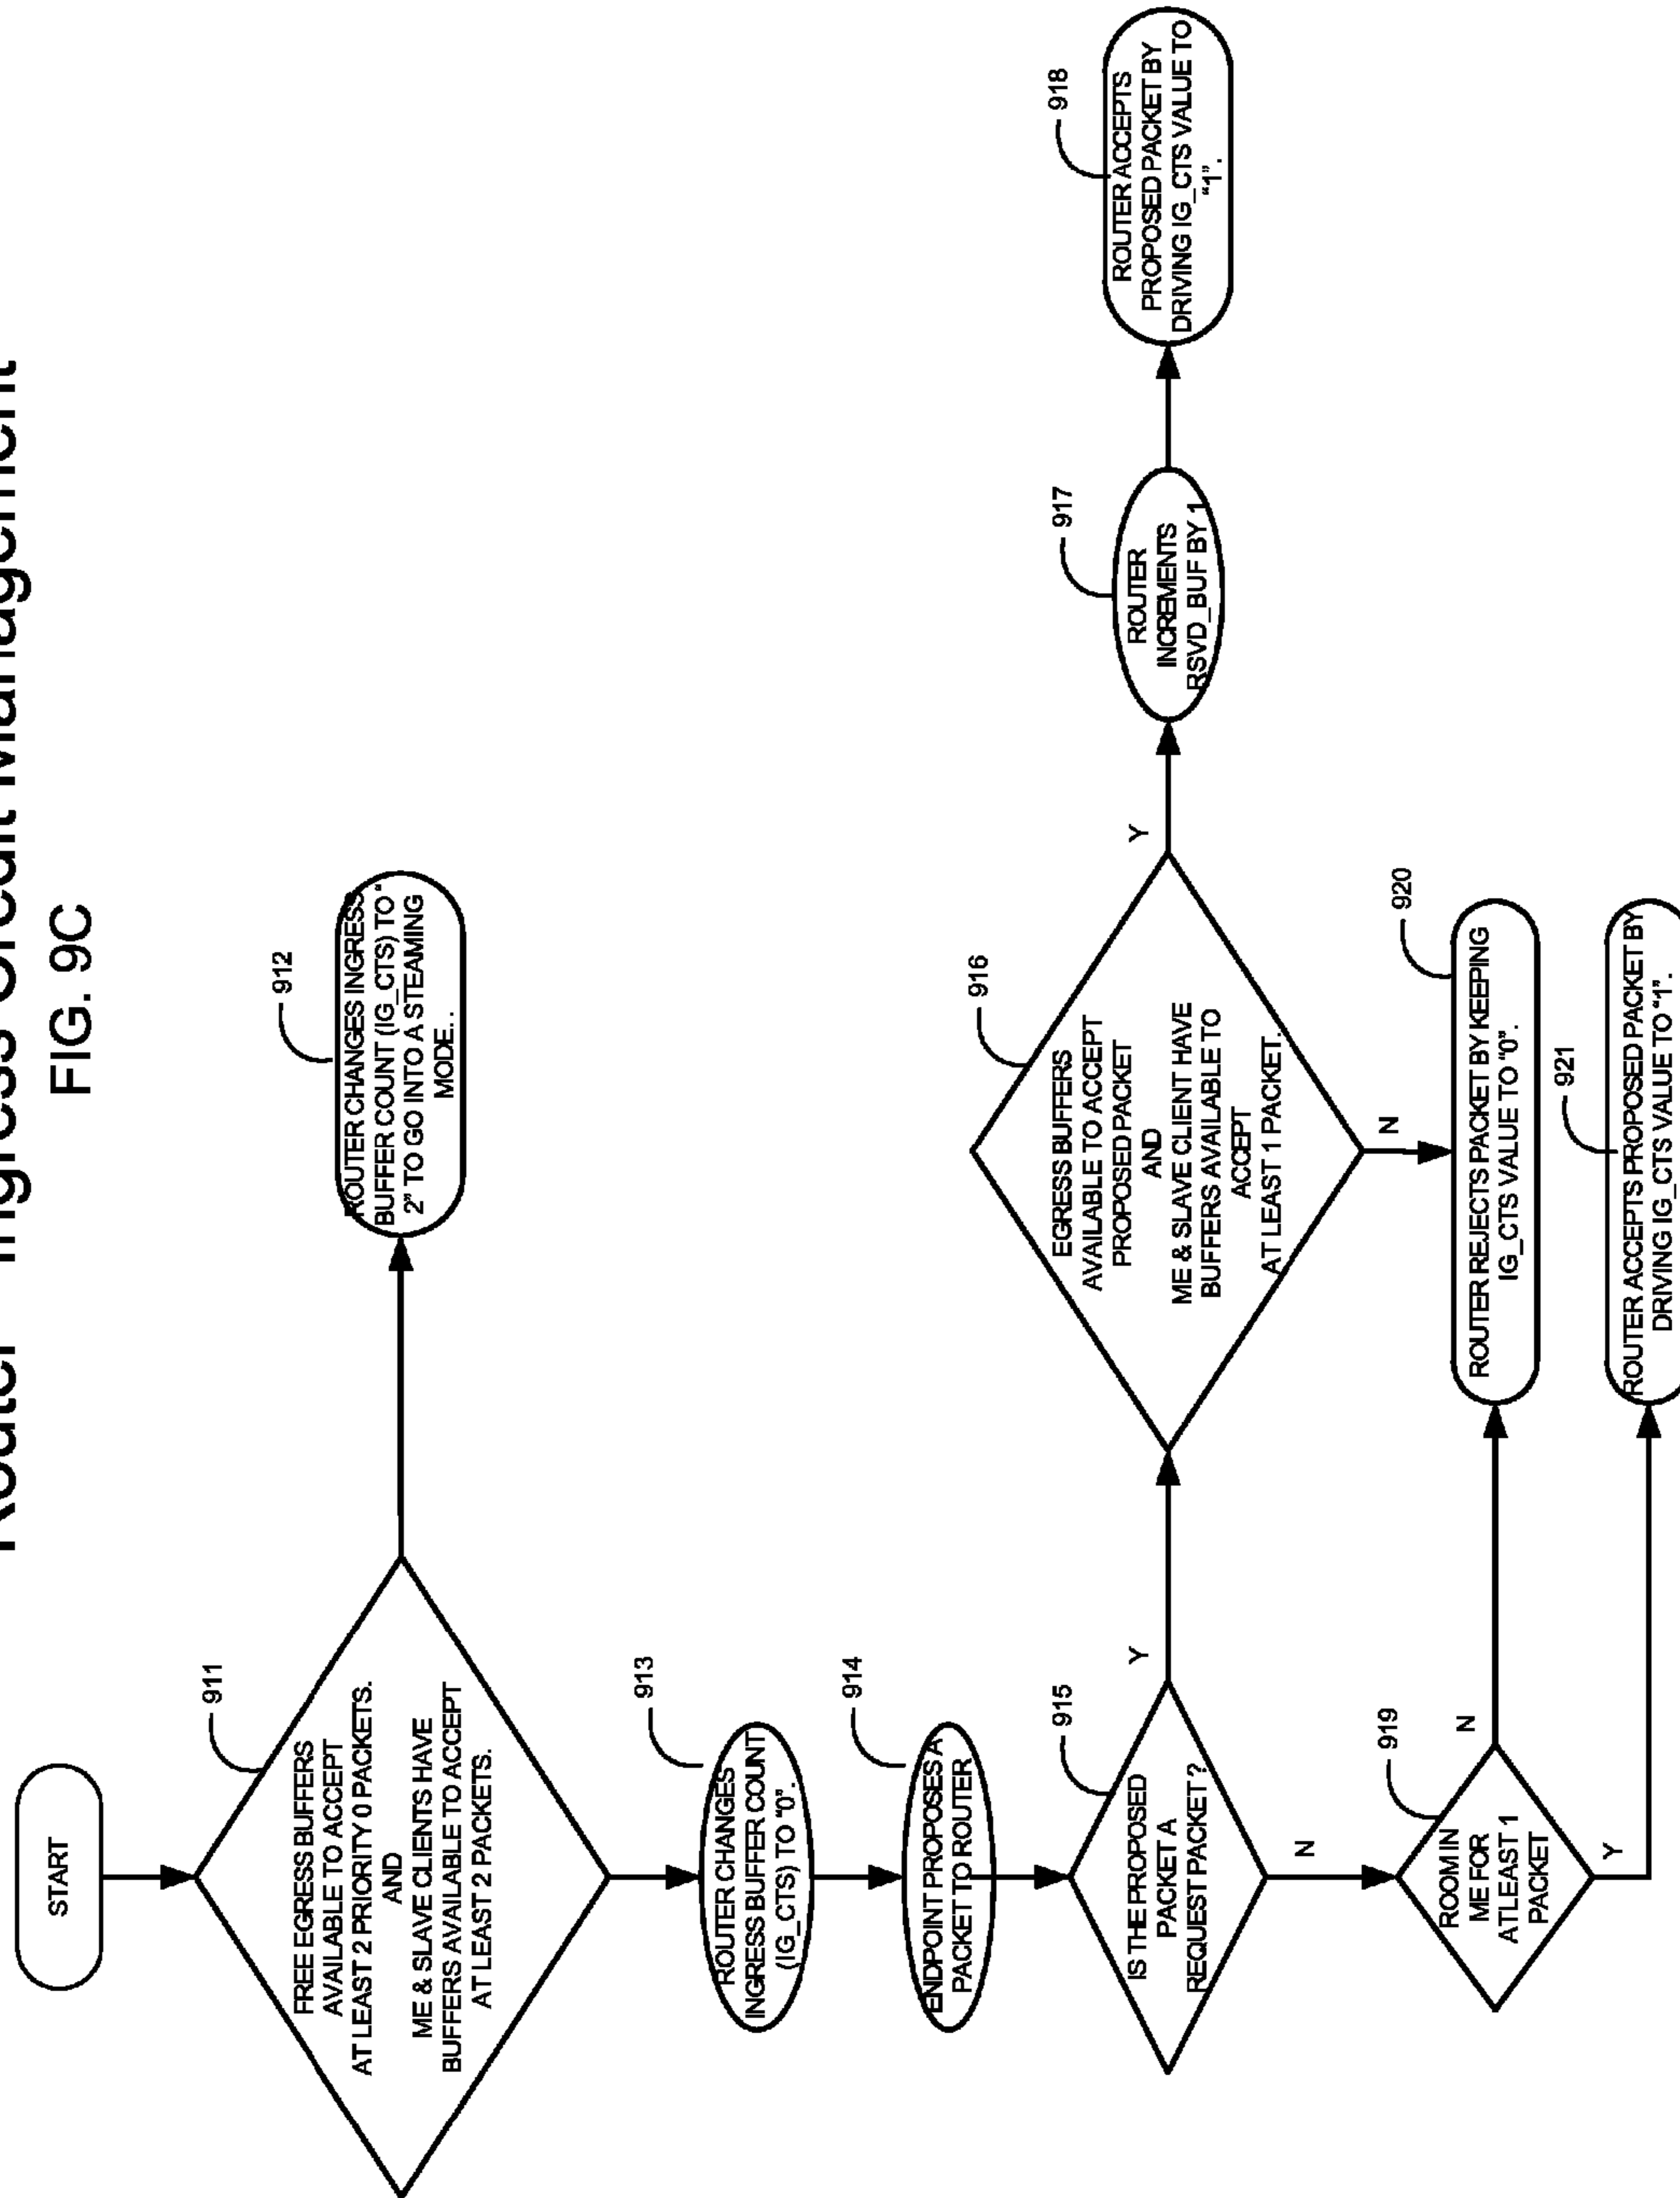 Router - Ingress Credit Management
FIG. 9C
START
911
FREE EGRESS BUFFERS
AVAILABLE TO ACCEPT
AT LEAST 2 PRIORITY 0 PACKETS.
AND
ME & SLAVE CLIENTS HAVE
BUFFERS AVAILABLE TO ACCEPT
AT LEAST 2 PACKETS.
912
ROUTER CHANGES INGRESS
BUFFER COUNT (IG_CTS) TO "
2" TO GO INTO A STEAMING
MODE. .
913
ROUTER CHANGES
INGRESS BUFFER COUNT
(IG_CTS) TO "0".
914
ENDPOINT PROPOSES A
PACKET TO ROUTER
915
IS THE PROPOSED
PACKET A
REQUEST PACKET ?
Y
N
916
EGRESS BUFFERS
AVAILABLE TO ACCEPT
PROPOSED PACKET
AND
ME & SLAVE CLIENT HAVE
BUFFERS AVAILABLE TO
ACCEPT
AT LEAST 1 PACKET.
Y
N
917
ROUTER
INCREMENTS
RSVD_BUF BY 1
918
ROUTER ACCEPTS
PROPOSED PACKET BY
DRIVING IG_CTS VALUE TO
"1".
919
ROOM IN
ME FOR
ATLEAST 1
PACKET
N
Y
920
ROUTER REJECTS PACKET BY KEEPING
IG_CTS VALUE TO "0".
921
ROUTER ACCEPTS PROPOSED PACKET BY
DRIVING IG_CTS VALUE TO "1".